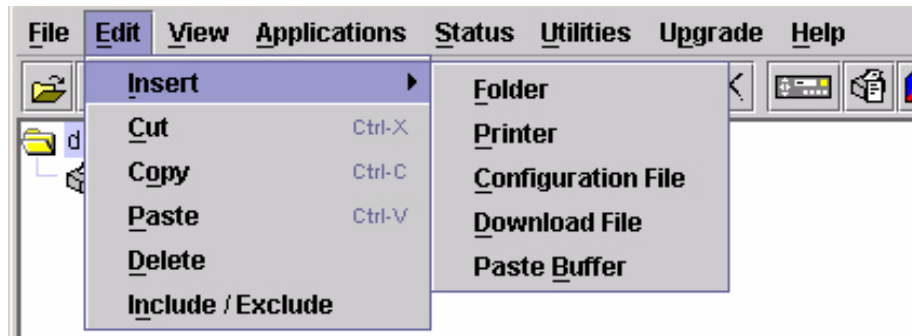 File Edit View Applications Status Utilities Upgrade Help
Insert
Cut Ctrl-X
Copy Ctrl-C
Paste Ctrl-V
Delete
Include / Exclude
Folder
Printer
Configuration File
Download File
Paste Buffer
d